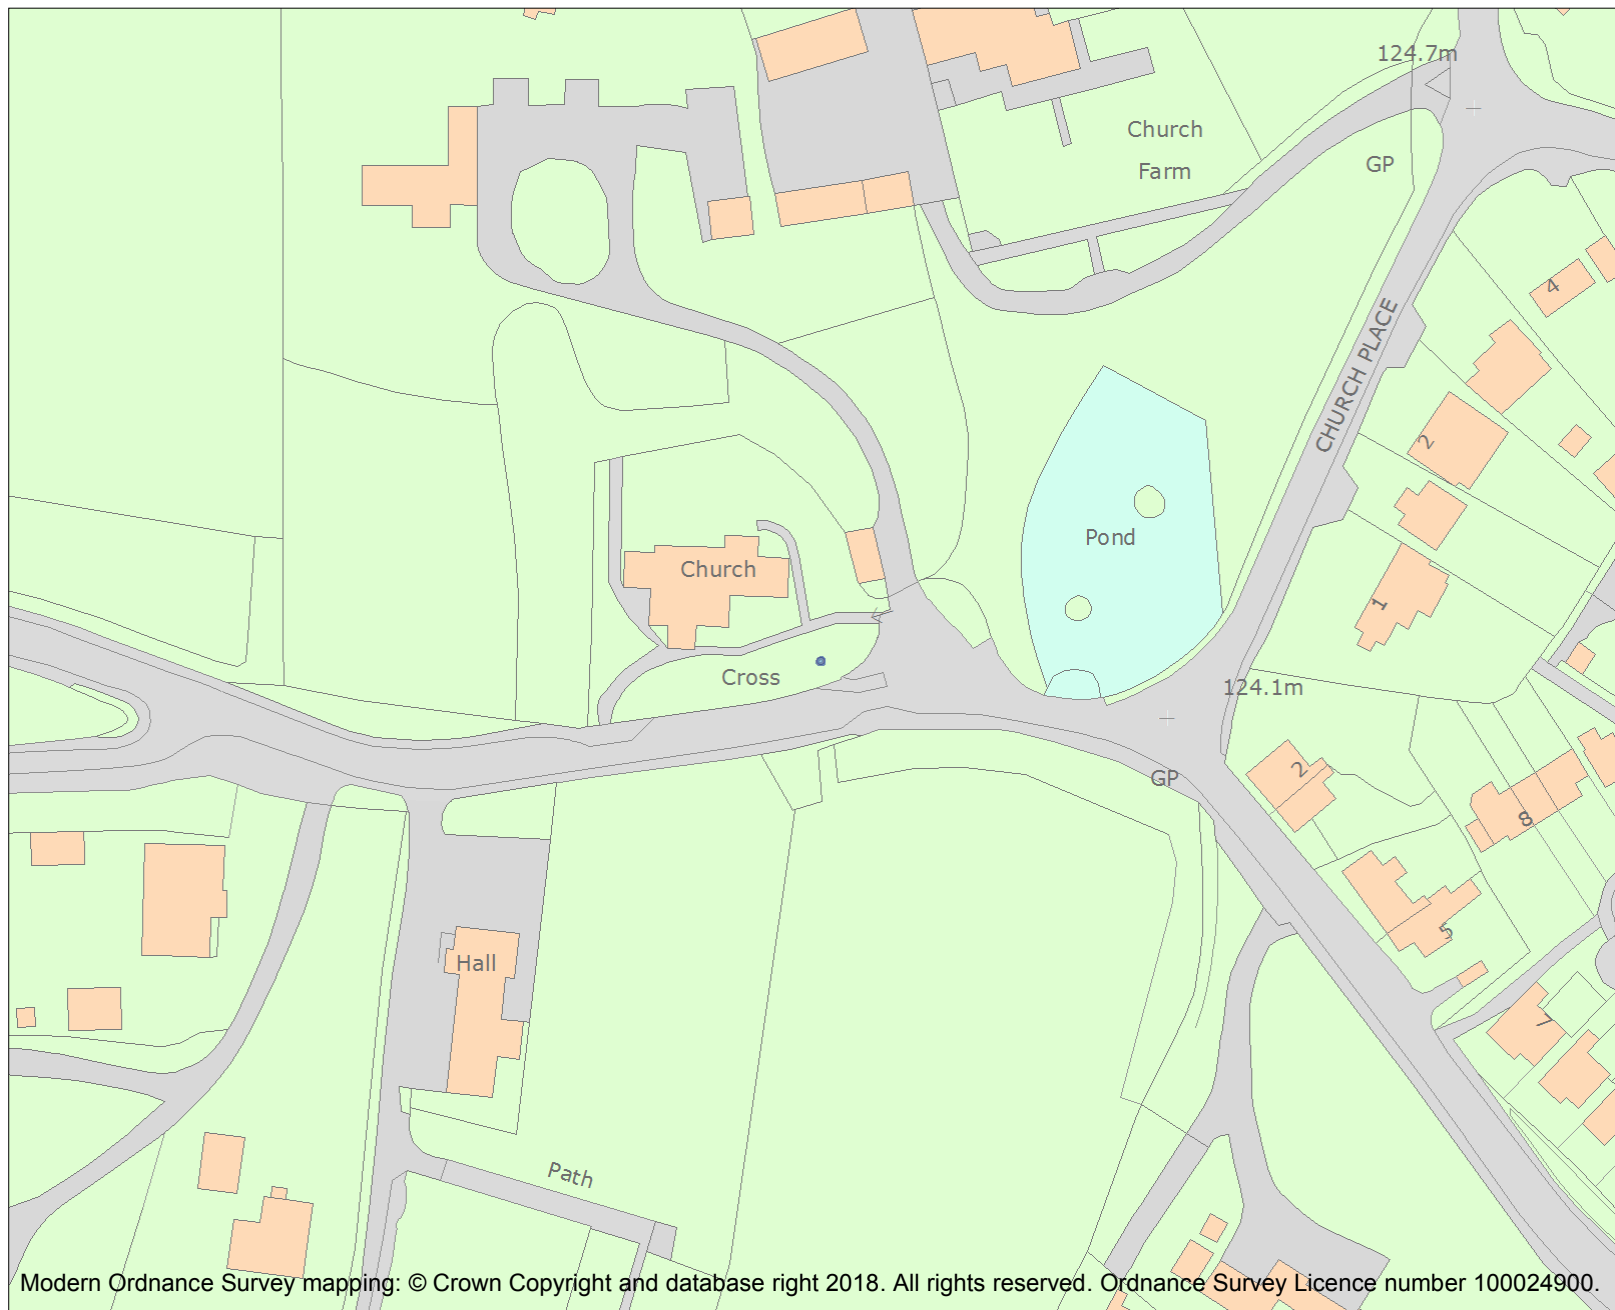 124.7m
Church
Farm
GP
4
CHURCH PLACE
2
Pond
Church
1
Cross
124.1m
GP
2
8
5
Hall
7
Path
Modern Ordnance Survey mapping: © Crown Copyright and database right 2018. All rights reserved. Ordnance Survey Licence number 100024900.